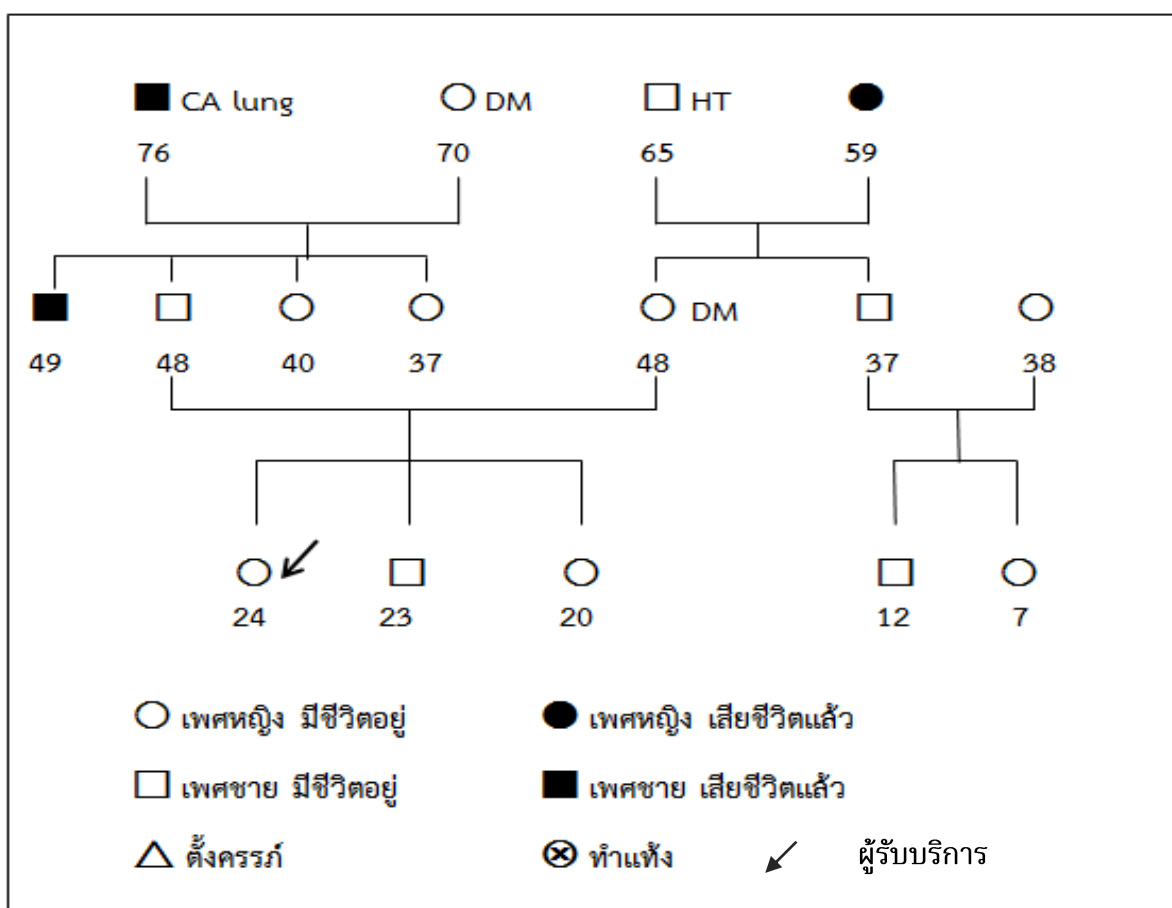 CA lung DM HT
76 70 65 59
DM
49 48 40 37 48 37 38
24 23 20 12 7
เพศหญิง มีชีวิตอยู่ เพศหญิง เสียชีวิตแล้ว
เพศชาย มีชีวิตอยู่ เพศชาย เสียชีวิตแล้ว
ตั้งครรภ์ ทำแท้ง ผู้รับบริการ